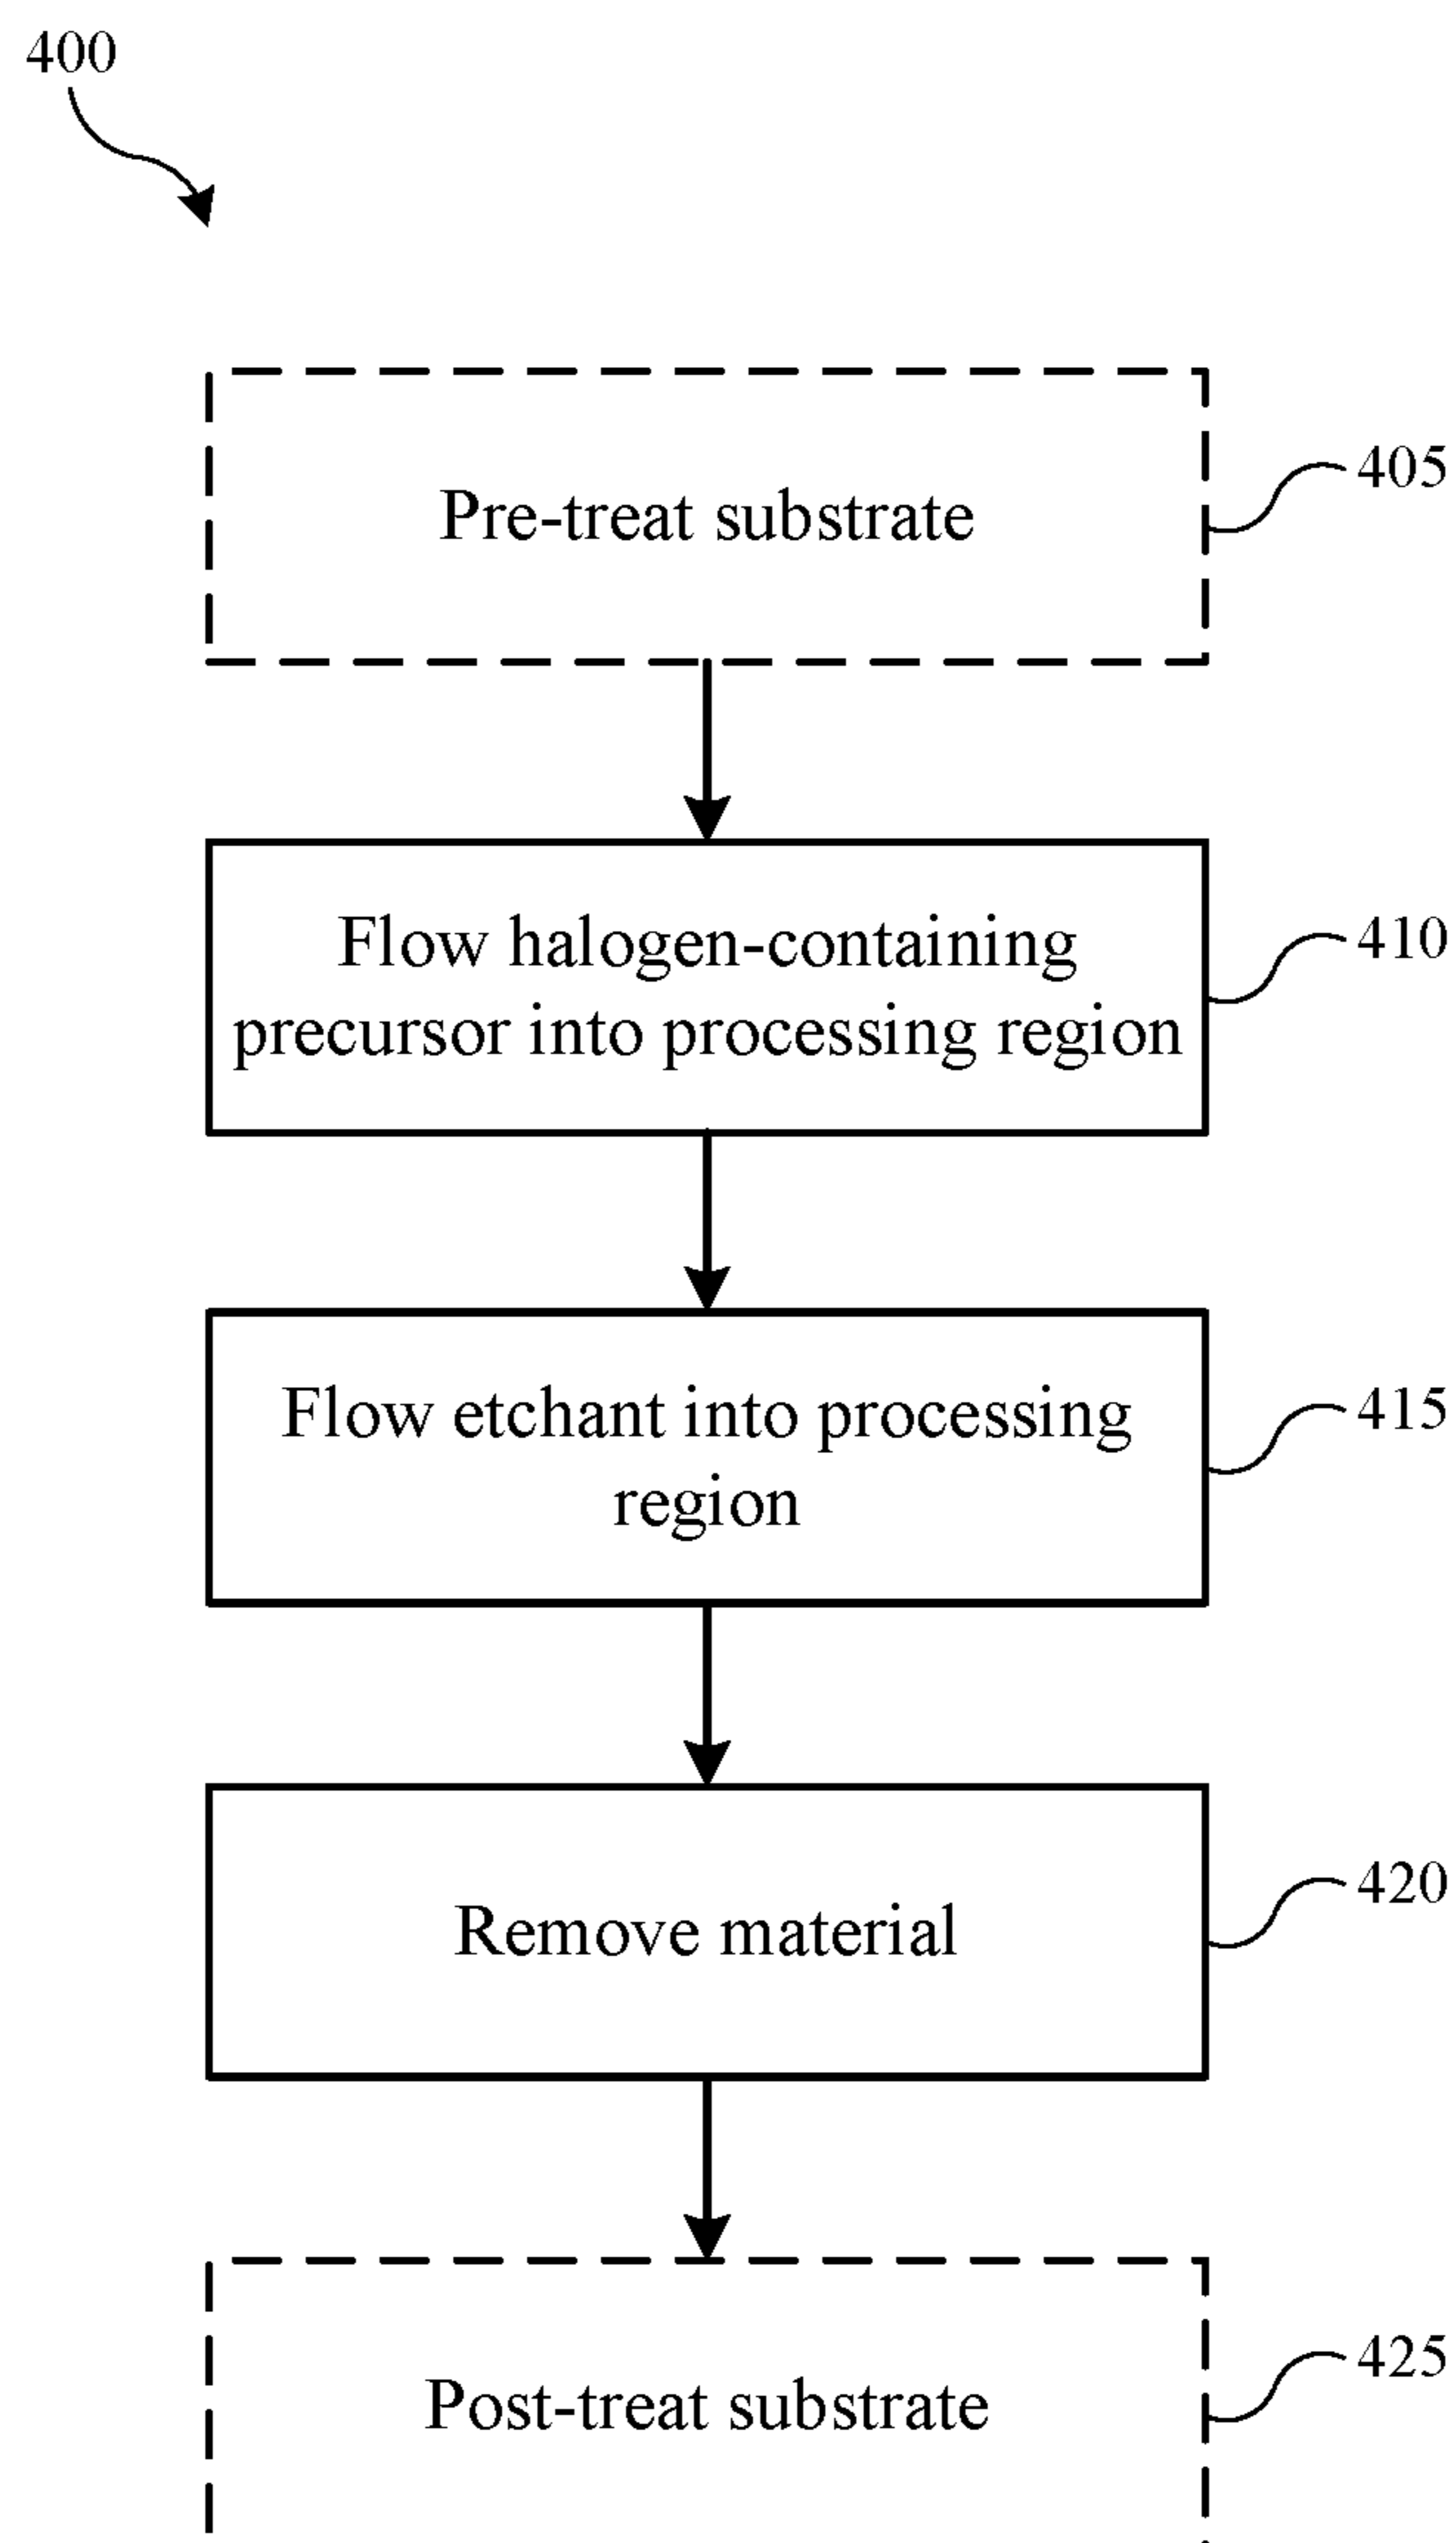 400
Pre-treat substrate
405
Flow halogen-containing
precursor into processing region
410
Flow etchant into processing
region
415
Remove material
420
Post-treat substrate
425